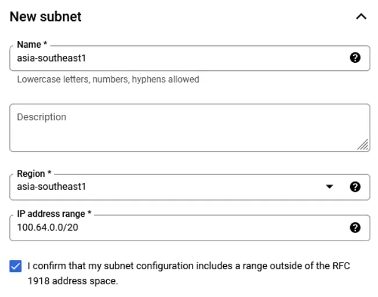 New subnet
Name *
asia-southeast1
Lowercase letters, numbers, hyphens allowed
Description
Region *
asia-southeast1
IP address range *
100.64.0.0/20
I confirm that my subnet configuration includes a range outside of the RFC
1918 address space.